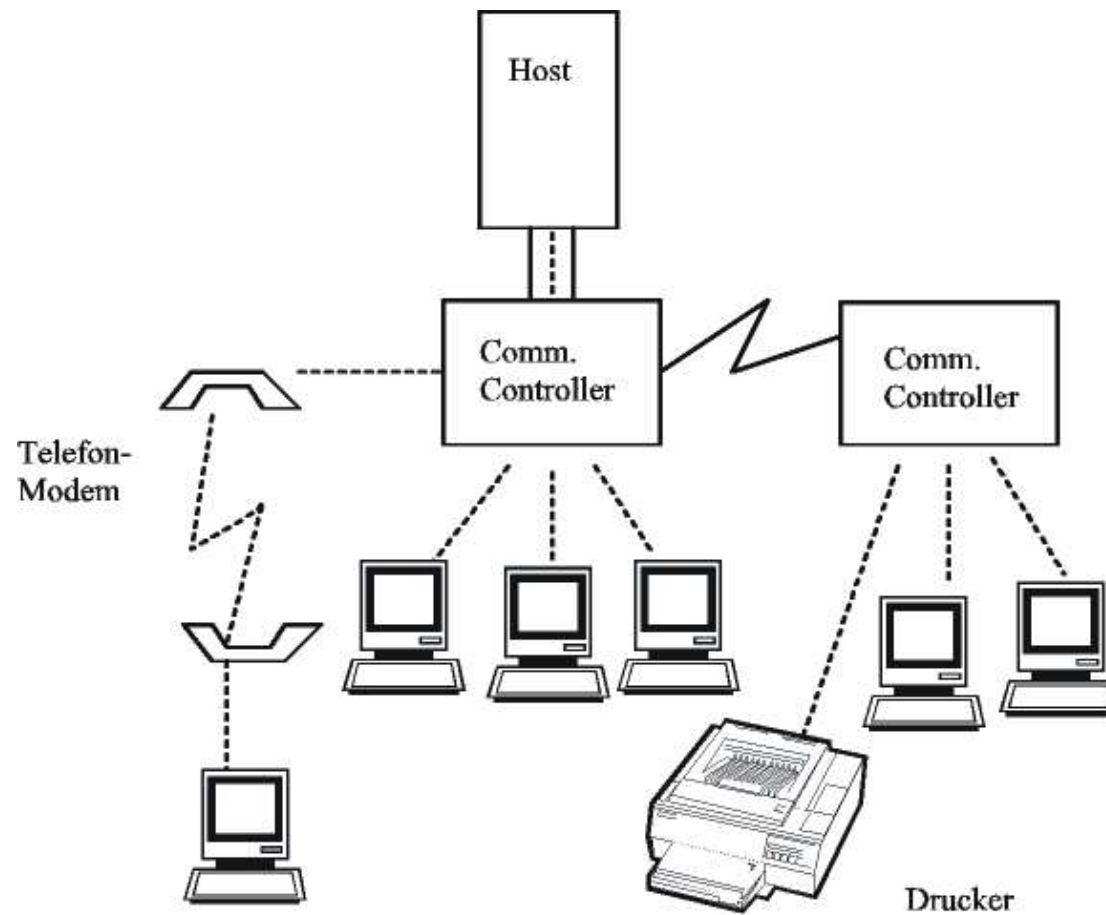 Host
Comm.
Controller
Comm.
Controller
Telefon-
Modem
Drucker